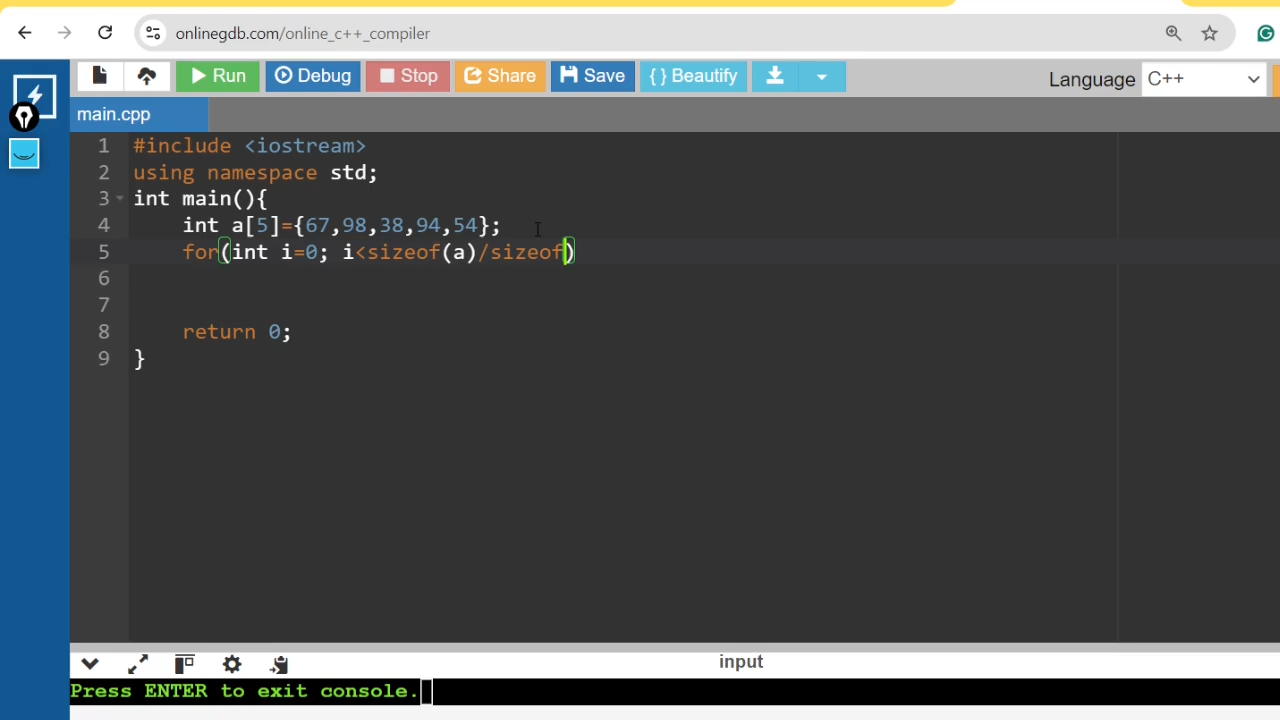 onlinegdb.com/online_c++_compiler
Run Debug Stop Share Save { } Beautify Language C++
main.cpp
1 #include <iostream>
2 using namespace std;
3 int main(){
4 int a[5]={67,98,38,94,54};
5 for(int i=0; i<sizeof(a)/sizeof)
6
7
8 return 0;
9 }
input
Press ENTER to exit console.